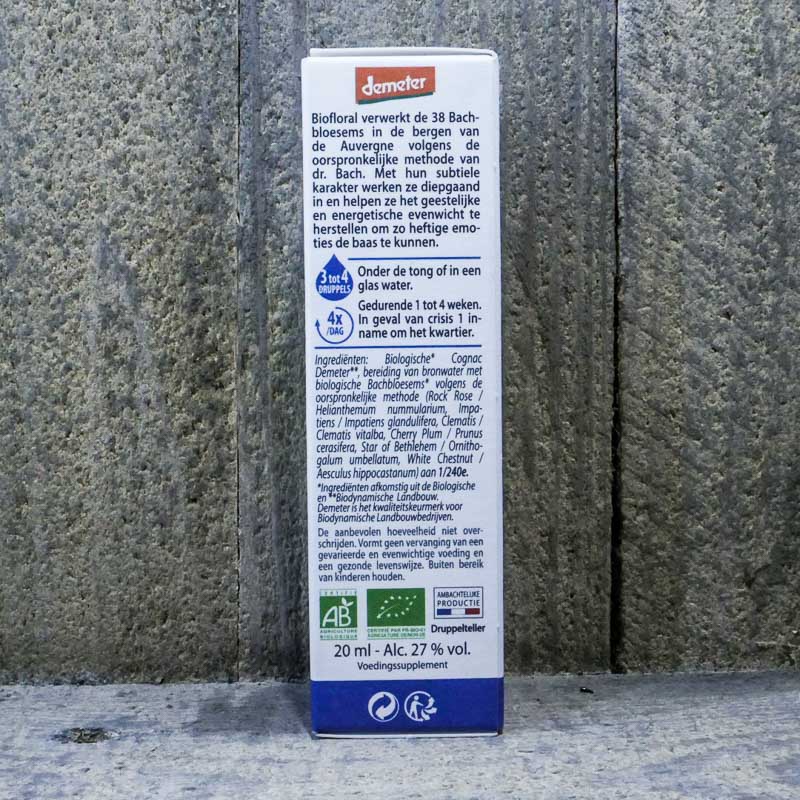 demeter
Biofloral verwerkt de 38 Bach-
bloesems in de bergen van
de Auvergne volgens de
oorspronkelijke methode van
dr. Bach. Met hun subtiele
karakter werken ze diepgaand
in en helpen ze het geestelijke
en energetische evenwicht te
herstellen om zo heftige emo-
ties de baas te kunnen.
3 tot 4
DRUPPELS
Onder de tong of in een
glas water.
4x
/DAG
Gedurende 1 tot 4 weken.
In geval van crisis 1 in-
name om het kwartier.
Ingrediënten: Biologische* Cognac
Demeter**, bereiding van bronwater met
biologische Bachbloesems* volgens de
oorspronkelijke methode (Rock Rose /
Helianthemum nummularium, Impa-
tiens / Impatiens glandulifera, Clematis /
Clematis vitalba, Cherry Plum / Prunus
cerasifera, Star of Bethlehem / Ornitho-
galum umbellatum, White Chestnut /
Aesculus hippocastanum) aan 1/240e.
*Ingrediënten afkomstig uit de Biologische
en **Biodynamische Landbouw.
Demeter is het kwaliteitskeurmerk voor
Biodynamische Landbouwbedrijven.
De aanbevolen hoeveelheid niet over-
schrijden. Vormt geen vervanging van een
gevarieerde en evenwichtige voeding en
een gezonde levenswijze. Buiten bereik
van kinderen houden.
CERTIFIÉ
AB
AGRICULTURE
BIOLOGIQUE
CERTIFIÉ PAR FR-BIO-01
AMBACHTELIJKE
PRODUCTIE
Druppelteller
20 ml - Alc. 27 % vol.
Voedingssupplement